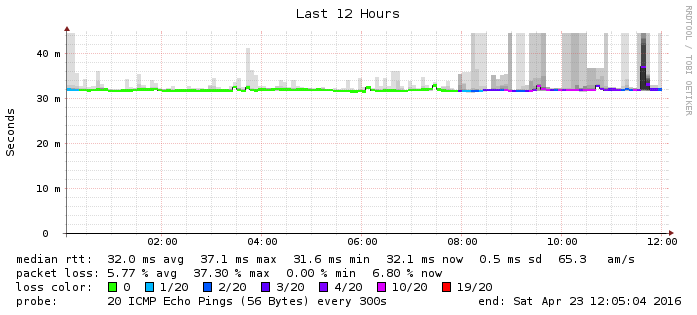 Last 12 Hours
RRDTOOL / TOBI OETIKER
Seconds
40 m
30 m
20 m
10 m
0
02:00 04:00 06:00 08:00 10:00 12:00
median rtt: 32.0 ms avg 37.1 ms max 31.6 ms min 32.1 ms now 0.5 ms sd 65.3 am/s
packet loss: 5.77 % avg 37.30 % max 0.00 % min 6.80 % now
loss color: 0 1/20 2/20 3/20 4/20 10/20 19/20
probe: 20 ICMP Echo Pings (56 Bytes) every 300s end: Sat Apr 23 12:05:04 2016